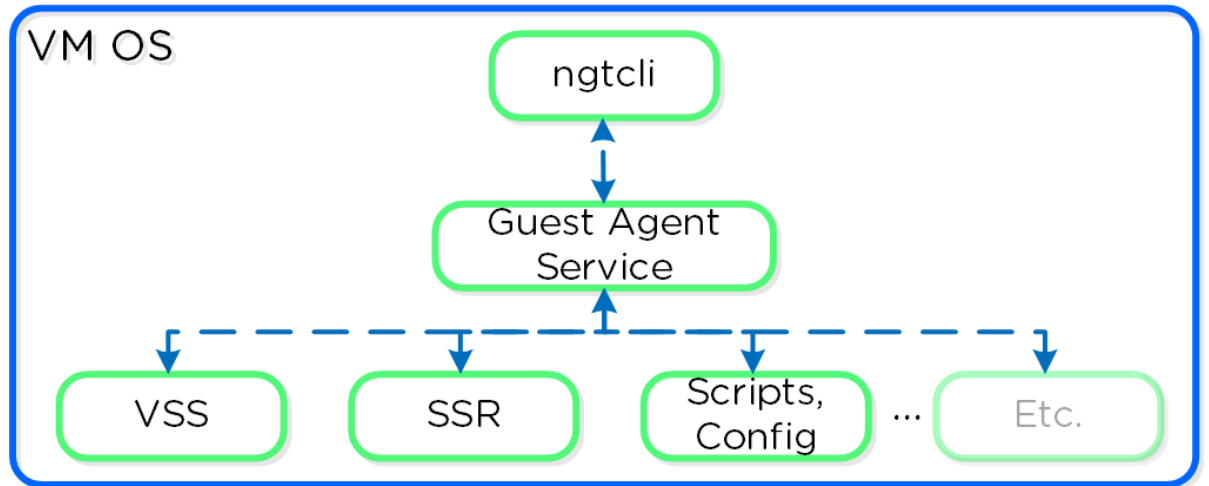 VM OS
ngtcli
Guest Agent
Service
VSS
SSR
Scripts,
Config
...
Etc.